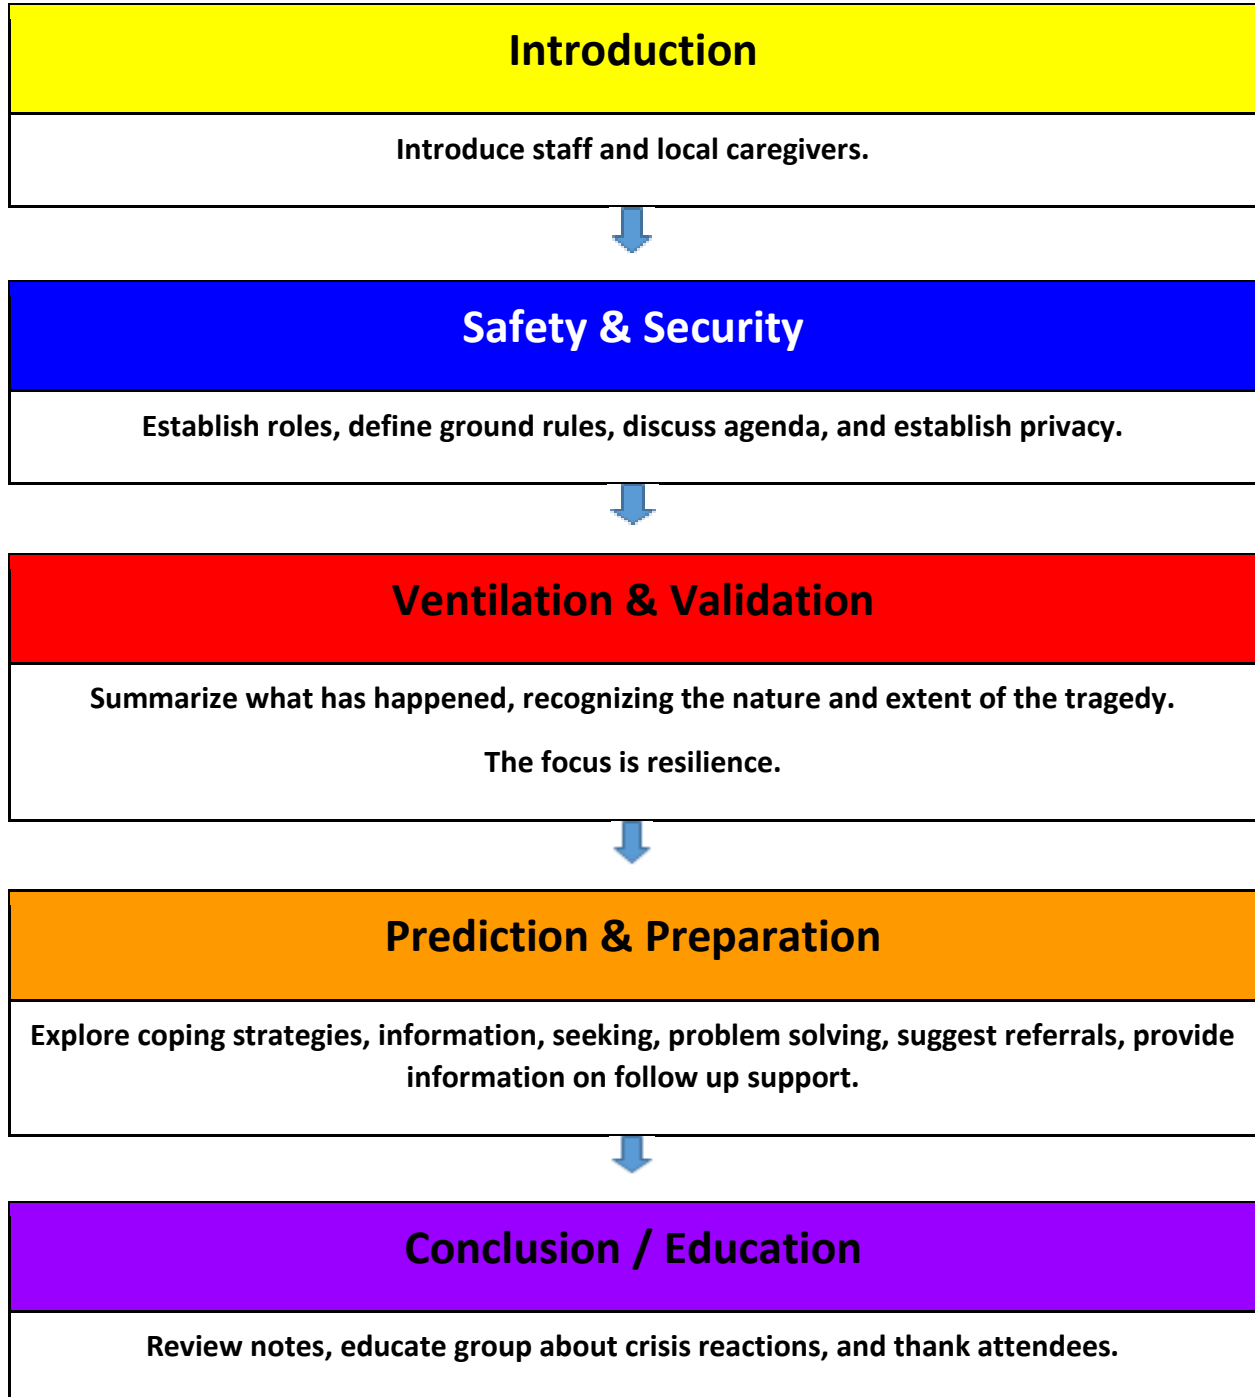 Introduction
Introduce staff and local caregivers.
Safety & Security
Establish roles, define ground rules, discuss agenda, and establish privacy.
Ventilation & Validation
Summarize what has happened, recognizing the nature and extent of the tragedy.
The focus is resilience.
Prediction & Preparation
Explore coping strategies, information, seeking, problem solving, suggest referrals, provide
information on follow up support.
Conclusion / Education
Review notes, educate group about crisis reactions, and thank attendees.